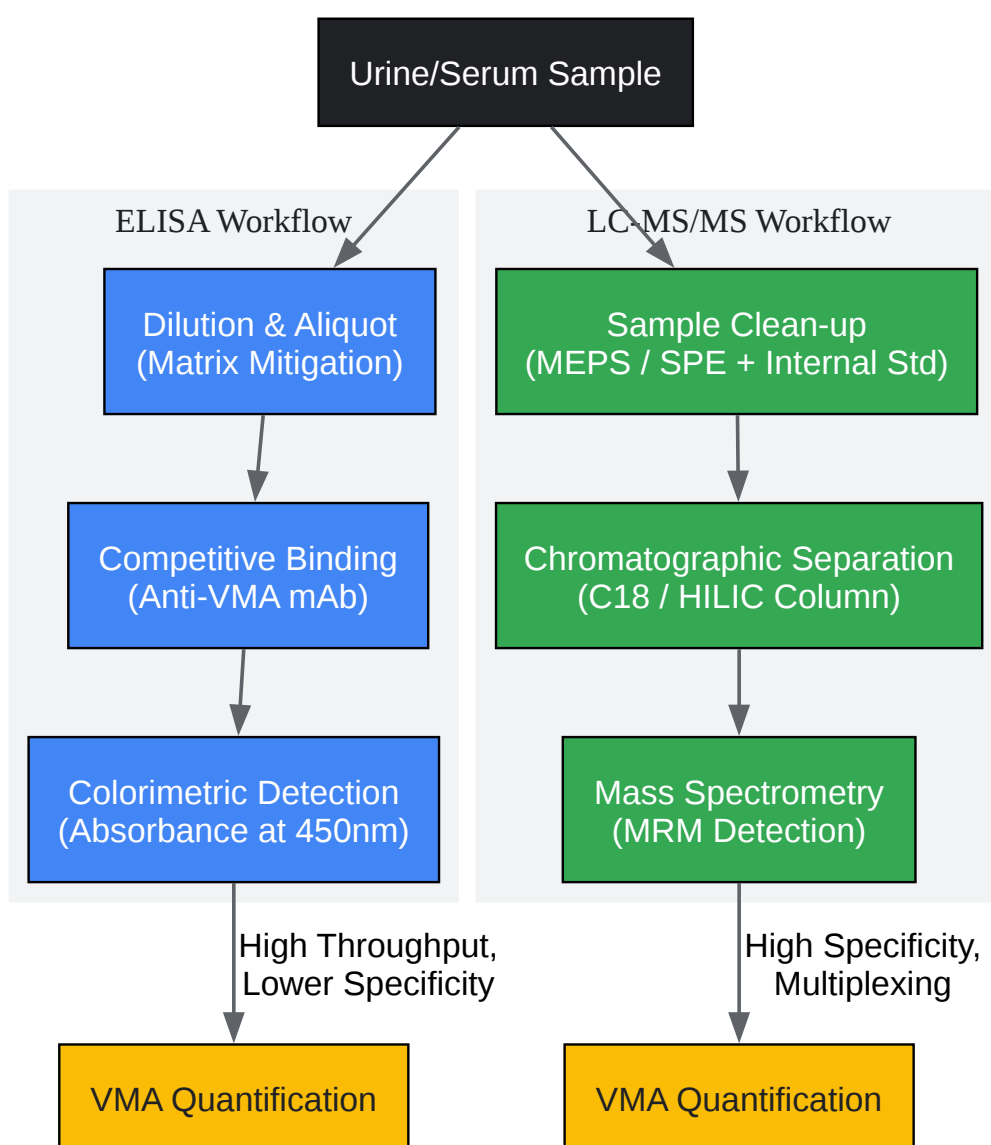 Urine/Serum Sample
ELISA Workflow
Dilution & Aliquot
(Matrix Mitigation)
Competitive Binding
(Anti-VMA mAb)
Colorimetric Detection
(Absorbance at 450nm)
High Throughput,
Lower Specificity
VMA Quantification
LC-MS/MS Workflow
Sample Clean-up
(MEPS / SPE + Internal Std)
Chromatographic Separation
(C18 / HILIC Column)
Mass Spectrometry
(MRM Detection)
High Specificity,
Multiplexing
VMA Quantification